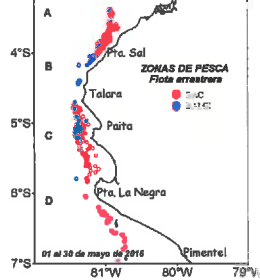 A
4°S
Pta. Sal
B
ZONAS DE PESCA
Flota arrastrera
Talara
5°S
Paita
C
6°S
Pta. La Negra
D
01 al 30 de mayo de 2016
Pimentel
7°S
81°W
80°W
79°W